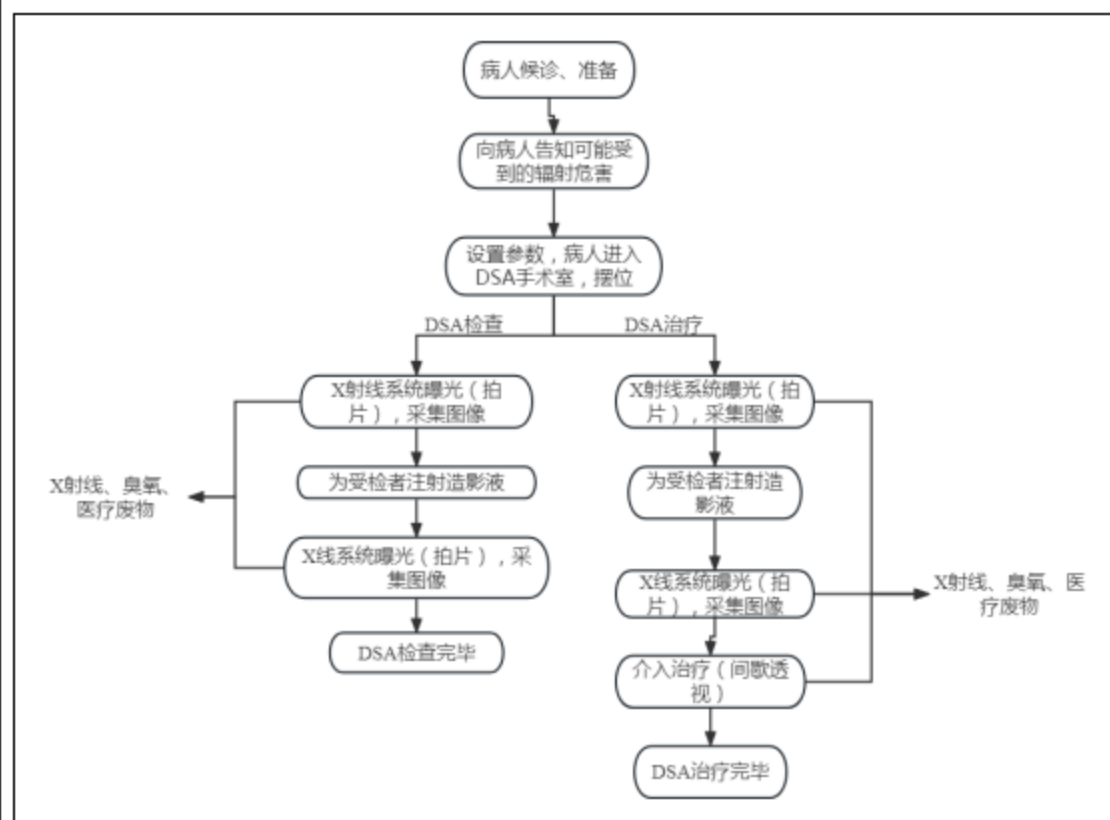 病人候诊、准备
向病人告知可能受
到的辐射危害
设置参数，病人进入
DSA手术室，摆位
DSA检查
DSA治疗
X射线系统曝光（拍
片），采集图像
为受检者注射造影液
X线系统曝光（拍片），采
集图像
DSA检查完毕
X射线、臭氧、
医疗废物
X射线系统曝光（拍
片），采集图像
为受检者注射造
影液
X线系统曝光（拍
片），采集图像
介入治疗（间歇透
视）
DSA治疗完毕
X射线、臭氧、医
疗废物